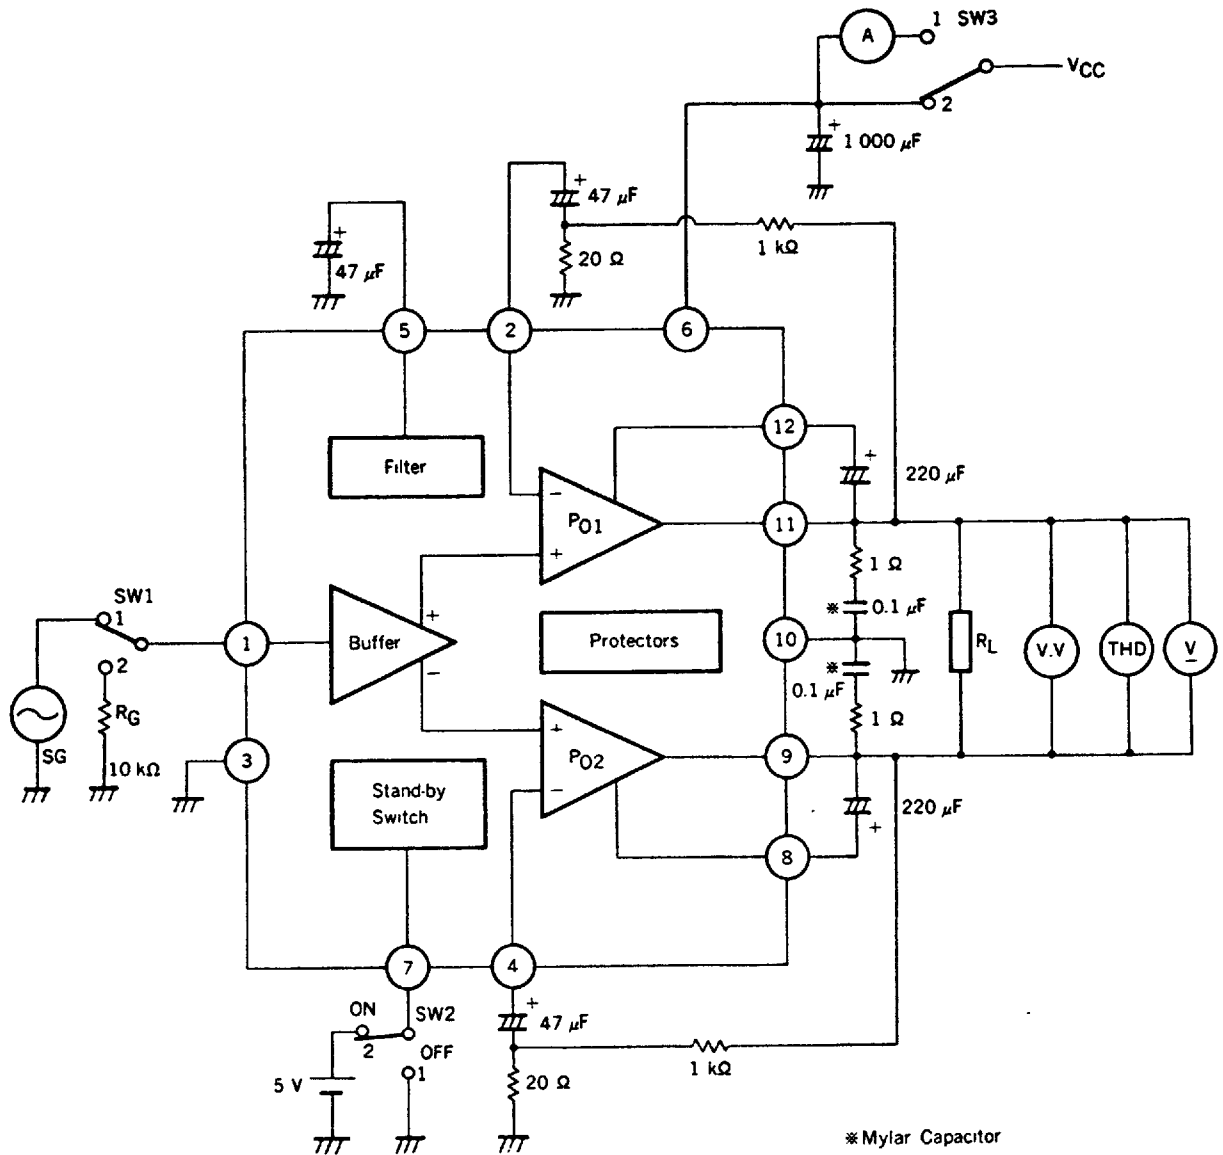 1 SW3
A
VCC
2
+
1 000 µF
+
47 µF
+
47 µF
20 Ω
1 kΩ
5
2
6
12
+
220 µF
Filter
−
PO1
+
11
1 Ω
※ 0.1 µF
SW1
1
1
Buffer
+
−
Protectors
10
RL
V.V
THD
V
2
※
0.1 µF
RG
1 Ω
SG
10 kΩ
3
+
PO2
−
9
Stand-by
Switch
220 µF
+
8
7
4
ON
SW2
+
47 µF
2
OFF
1 kΩ
5 V
1
20 Ω
※Mylar Capacitor